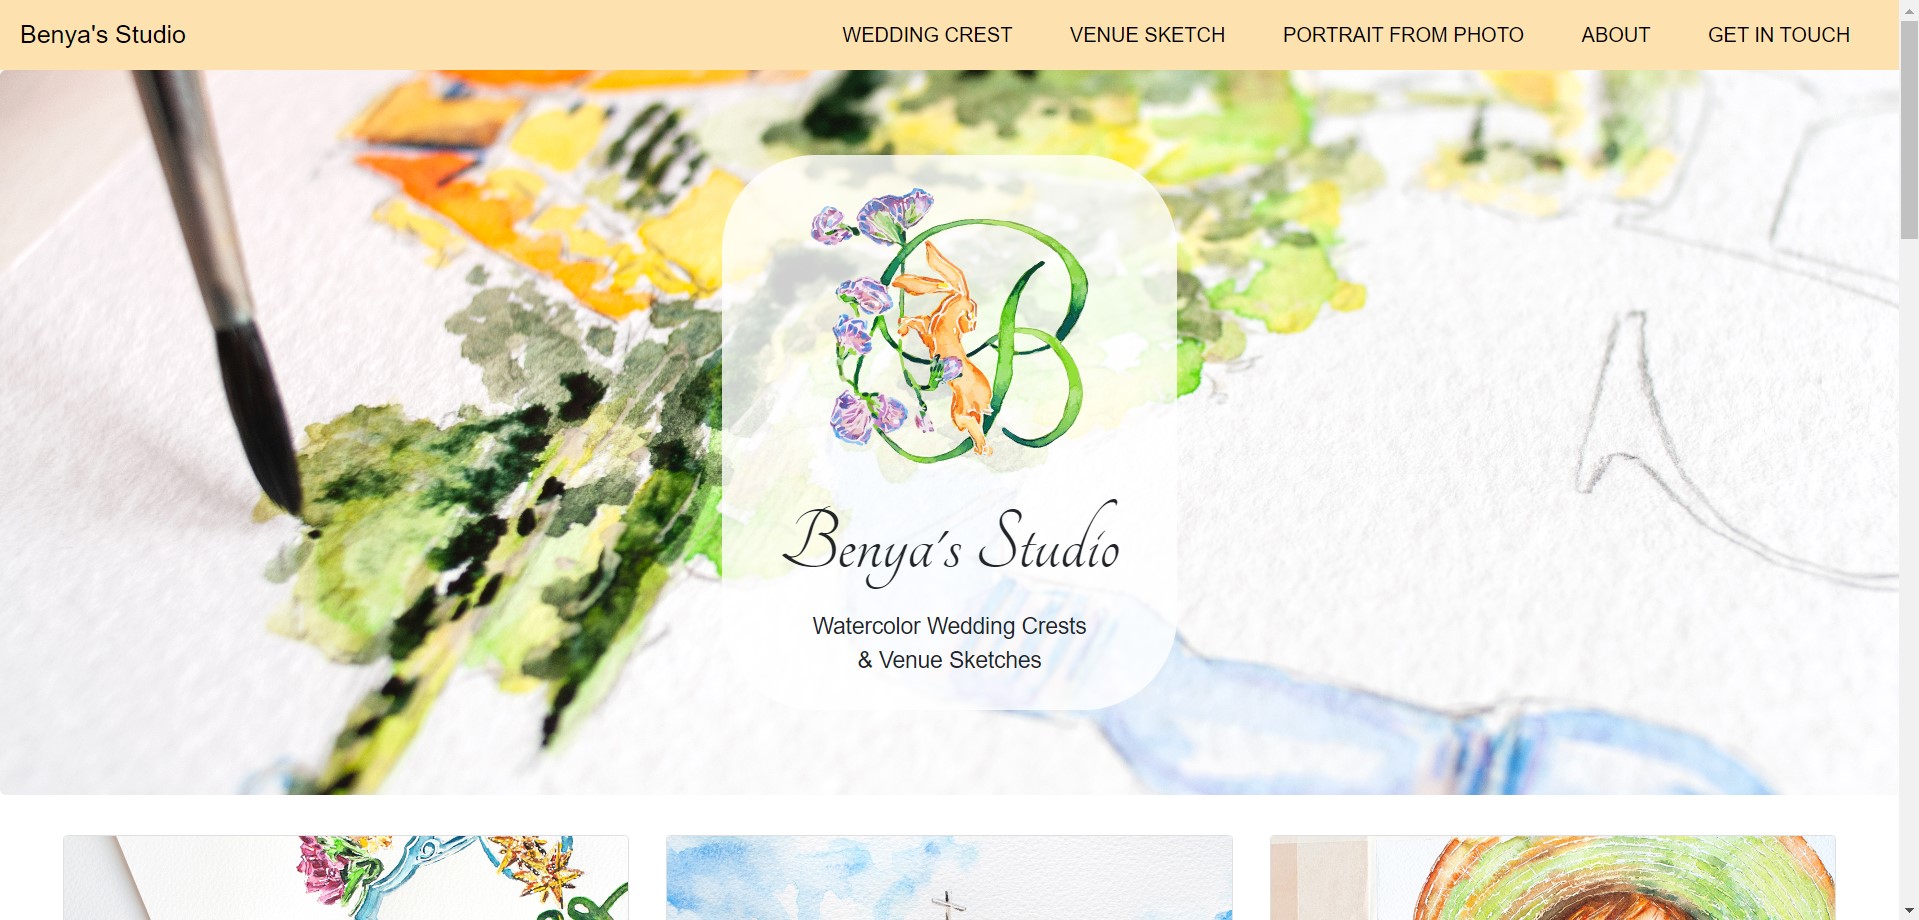 Benya's Studio
WEDDING CREST
VENUE SKETCH
PORTRAIT FROM PHOTO
ABOUT
GET IN TOUCH
Benya's Studio
Watercolor Wedding Crests
& Venue Sketches